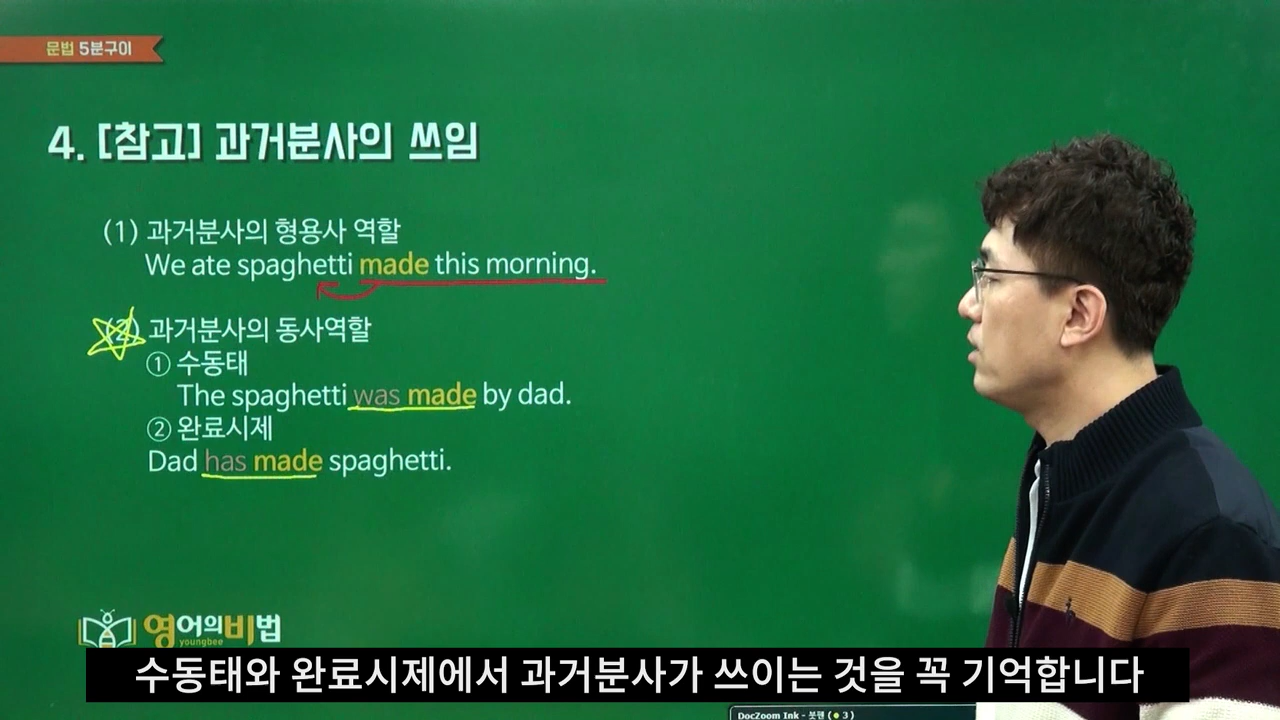 문법 5분구이
4. [참고] 과거분사의 쓰임
(1) 과거분사의 형용사 역할
We ate spaghetti made this morning.
(2) 과거분사의 동사역할
① 수동태
The spaghetti was made by dad.
② 완료시제
Dad has made spaghetti.
영어의비법
youngbee
수동태와 완료시제에서 과거분사가 쓰이는 것을 꼭 기억합니다
DocZoom Ink - 붓펜 (● 3 )